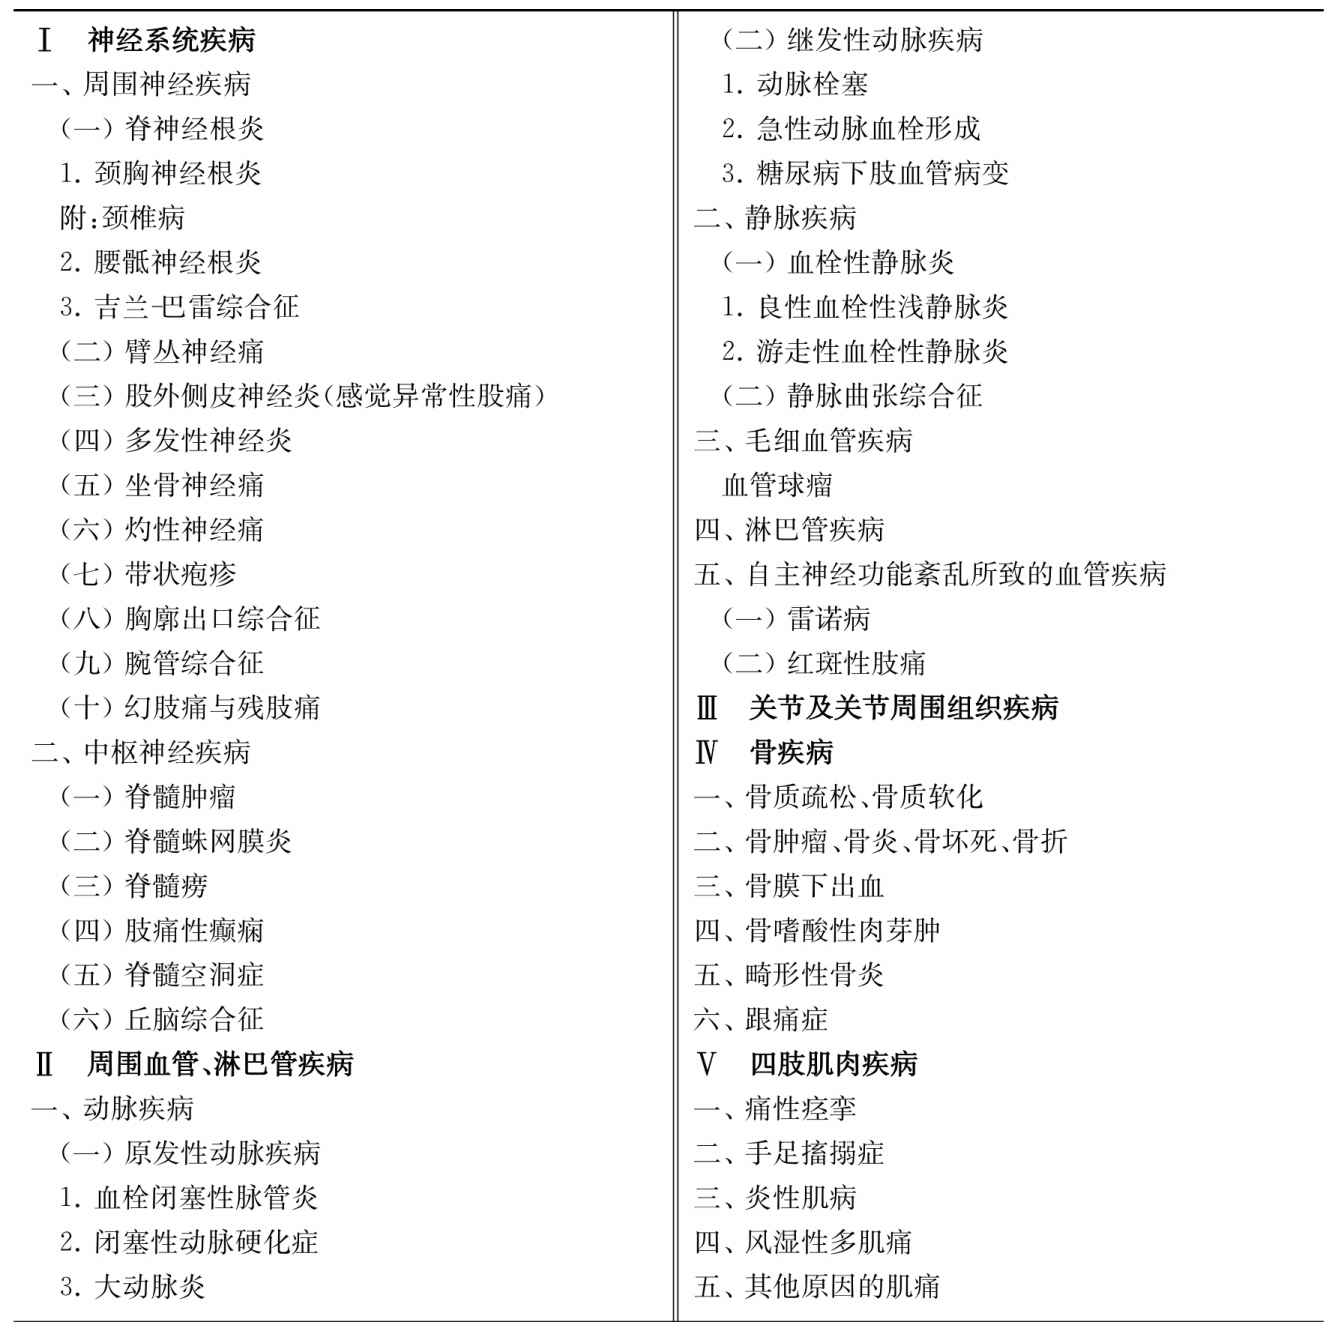 Ⅰ 神经系统疾病
一、周围神经疾病
（一）脊神经根炎
1. 颈胸神经根炎
附:颈椎病
2. 腰骶神经根炎
3. 吉兰-巴雷综合征
（二）臂丛神经痛
（三）股外侧皮神经炎(感觉异常性股痛)
（四）多发性神经炎
（五）坐骨神经痛
（六）灼性神经痛
（七）带状疱疹
（八）胸廓出口综合征
（九）腕管综合征
（十）幻肢痛与残肢痛
二、中枢神经疾病
（一）脊髓肿瘤
（二）脊髓蛛网膜炎
（三）脊髓痨
（四）肢痛性癫痫
（五）脊髓空洞症
（六）丘脑综合征
Ⅱ 周围血管、淋巴管疾病
一、动脉疾病
（一）原发性动脉疾病
1. 血栓闭塞性脉管炎
2. 闭塞性动脉硬化症
3. 大动脉炎
（二）继发性动脉疾病
1. 动脉栓塞
2. 急性动脉血栓形成
3. 糖尿病下肢血管病变
二、静脉疾病
（一）血栓性静脉炎
1. 良性血栓性浅静脉炎
2. 游走性血栓性静脉炎
（二）静脉曲张综合征
三、毛细血管疾病
血管球瘤
四、淋巴管疾病
五、自主神经功能紊乱所致的血管疾病
（一）雷诺病
（二）红斑性肢痛
Ⅲ 关节及关节周围组织疾病
Ⅳ 骨疾病
一、骨质疏松、骨质软化
二、骨肿瘤、骨炎、骨坏死、骨折
三、骨膜下出血
四、骨嗜酸性肉芽肿
五、畸形性骨炎
六、跟痛症
Ⅴ 四肢肌肉疾病
一、痛性痉挛
二、手足搐搦症
三、炎性肌病
四、风湿性多肌痛
五、其他原因的肌痛